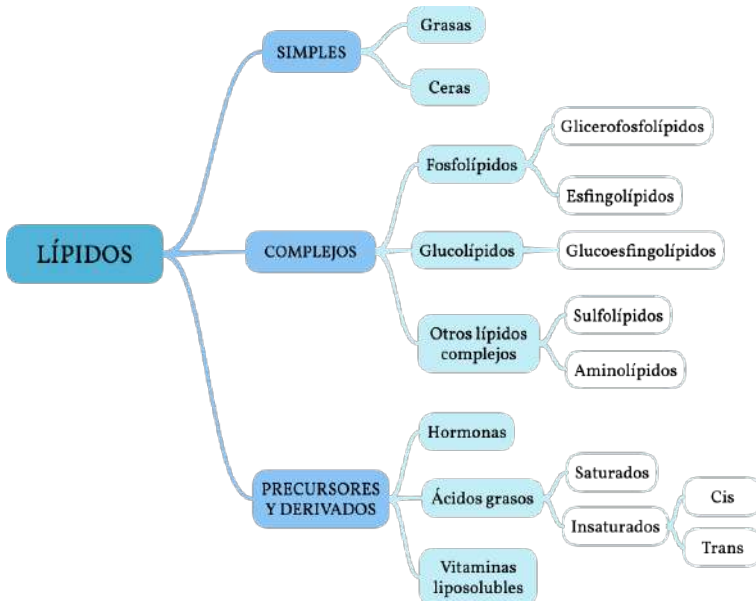 LÍPIDOS
SIMPLES
Grasas
Ceras
COMPLEJOS
Fosfolípidos
Glicerofosfolípidos
Esfingolípidos
Glucolípidos
Glucoesfingolípidos
Otros lípidos
complejos
Sulfolípidos
Aminolípidos
PRECURSORES
Y DERIVADOS
Hormonas
Ácidos grasos
Saturados
Insaturados
Cis
Trans
Vitaminas
liposolubles